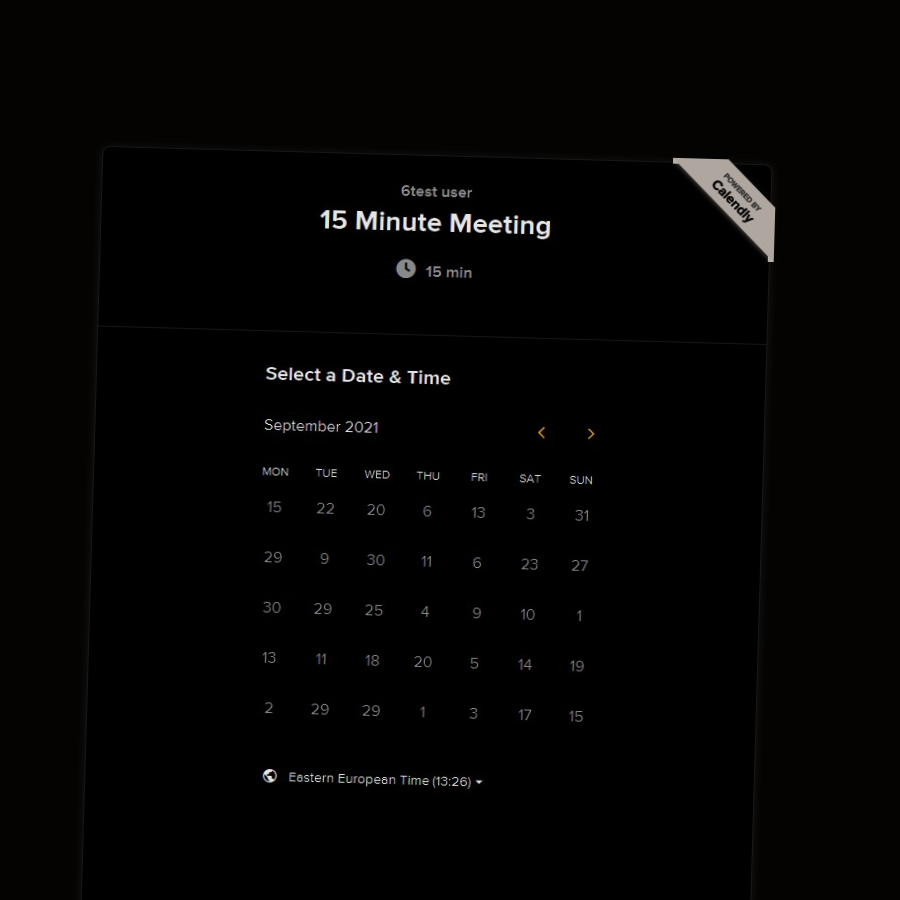 POWERED BY
Calendly
6test user
15 Minute Meeting
15 min
Select a Date & Time
September 2021
MON TUE WED THU FRI SAT SUN
15 22 20 6 13 3 31
29 9 30 11 6 23 27
30 29 25 4 9 10 1
13 11 18 20 5 14 19
2 29 29 1 3 17 15
Eastern European Time (13:26)